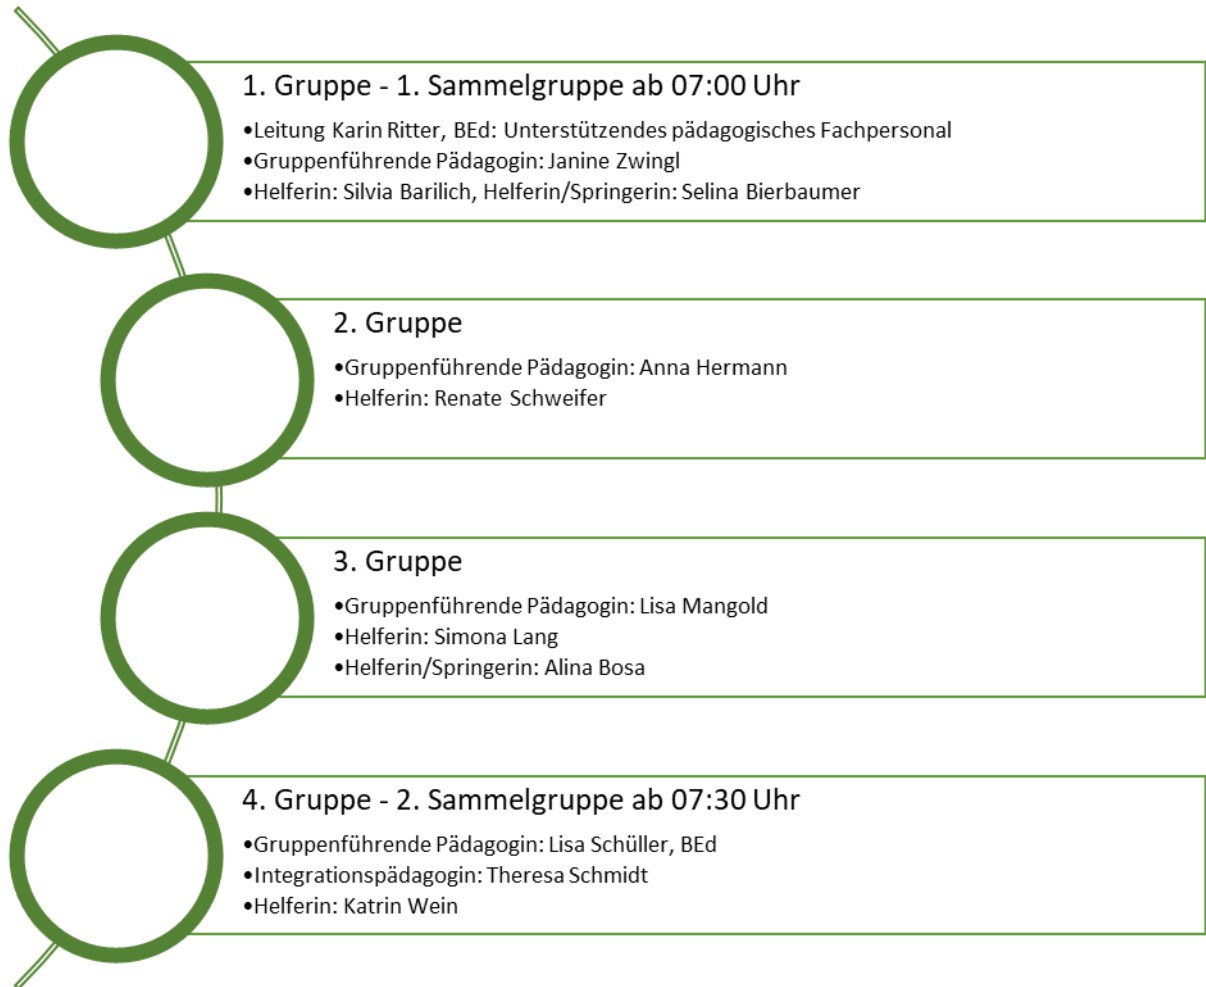 1. Gruppe - 1. Sammelgruppe ab 07:00 Uhr
•Leitung Karin Ritter, BEd: Unterstützendes pädagogisches Fachpersonal
•Gruppenführende Pädagogin: Janine Zwingl
•Helferin: Silvia Barilich, Helferin/Springerin: Selina Bierbaumer
2. Gruppe
•Gruppenführende Pädagogin: Anna Hermann
•Helferin: Renate Schweifer
3. Gruppe
•Gruppenführende Pädagogin: Lisa Mangold
•Helferin: Simona Lang
•Helferin/Springerin: Alina Bosa
4. Gruppe - 2. Sammelgruppe ab 07:30 Uhr
•Gruppenführende Pädagogin: Lisa Schüller, BEd
•Integrationspädagogin: Theresa Schmidt
•Helferin: Katrin Wein